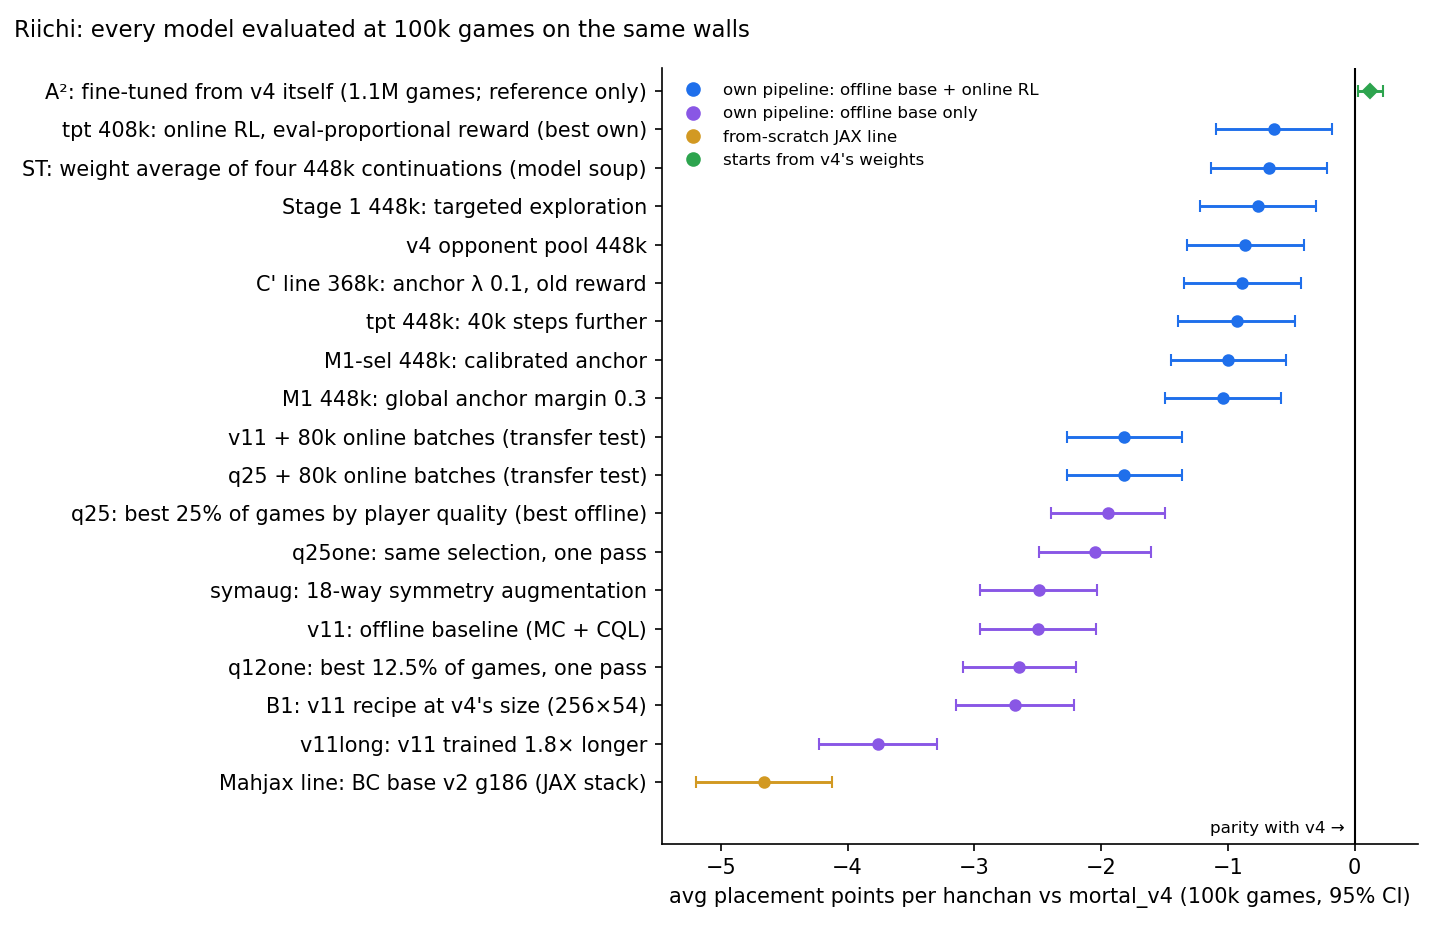 Riichi: every model evaluated at 100k games on the same walls
A²: fine-tuned from v4 itself (1.1M games; reference only)
tpt 408k: online RL, eval-proportional reward (best own)
ST: weight average of four 448k continuations (model soup)
Stage 1 448k: targeted exploration
v4 opponent pool 448k
C' line 368k: anchor λ 0.1, old reward
tpt 448k: 40k steps further
M1-sel 448k: calibrated anchor
M1 448k: global anchor margin 0.3
v11 + 80k online batches (transfer test)
q25 + 80k online batches (transfer test)
q25: best 25% of games by player quality (best offline)
q25one: same selection, one pass
symaug: 18-way symmetry augmentation
v11: offline baseline (MC + CQL)
q12one: best 12.5% of games, one pass
B1: v11 recipe at v4's size (256×54)
v11long: v11 trained 1.8× longer
Mahjax line: BC base v2 g186 (JAX stack)
own pipeline: offline base + online RL
own pipeline: offline base only
from-scratch JAX line
starts from v4's weights
parity with v4 →
−5 −4 −3 −2 −1 0
avg placement points per hanchan vs mortal_v4 (100k games, 95% CI)